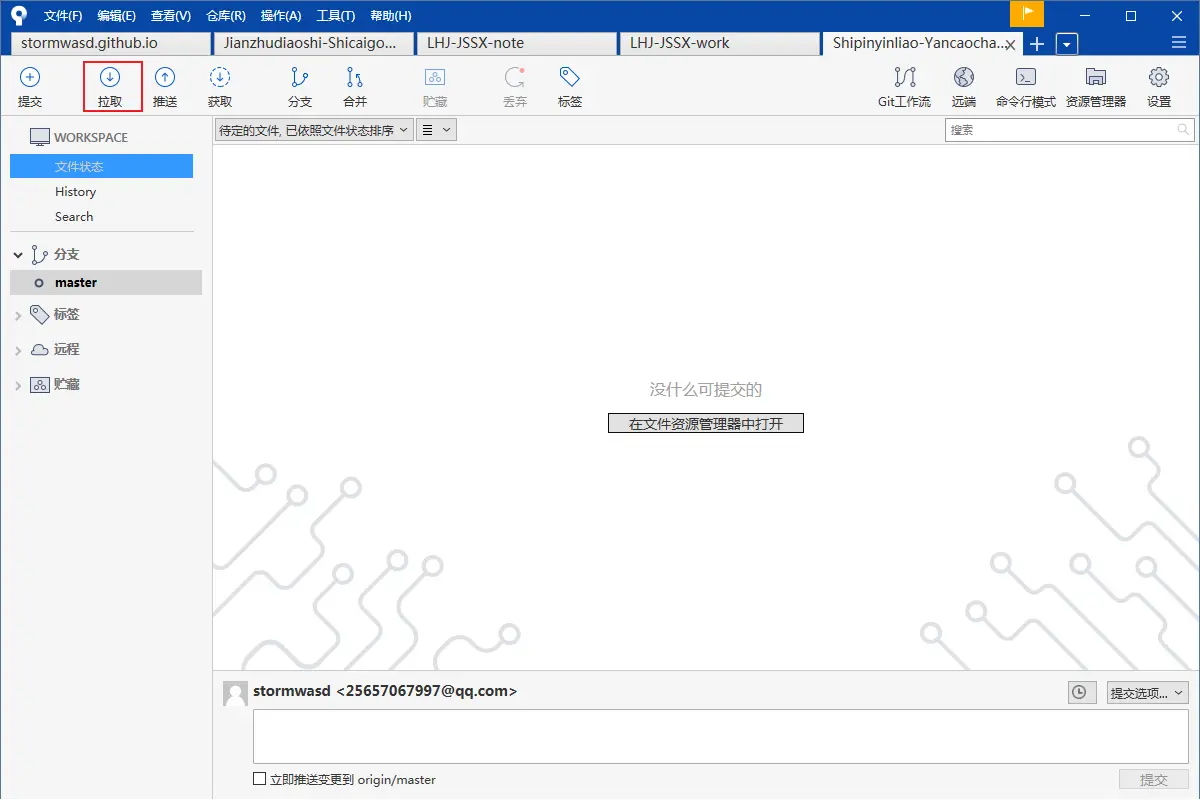 文件(F) 编辑(E) 查看(V) 仓库(R) 操作(A) 工具(T) 帮助(H)
stormwasd.github.io Jianzhudiaoshi-Shicaigo... LHJ-JSSX-note LHJ-JSSX-work Shipinyinliao-Yancaocha...
提交 拉取 推送 获取 分支 合并 贮藏 丢弃 标签 Git工作流 远端 命令行模式 资源管理器 设置
WORKSPACE
文件状态
History
Search
分支
master
标签
远程
贮藏
待定的文件, 已依照文件状态排序
搜索
没什么可提交的
在文件资源管理器中打开
stormwasd <25657067997@qq.com>
提交选项...
立即推送变更到 origin/master
提交